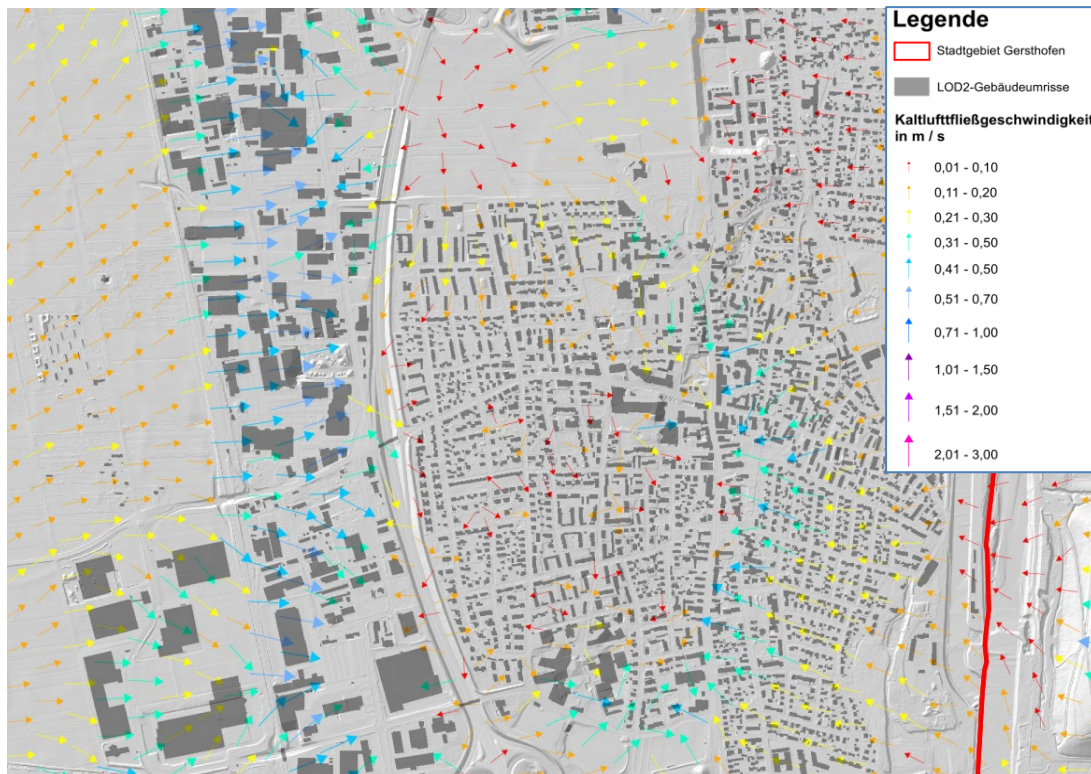 Legende
Stadtgebiet Gersthofen
LOD2-Gebäudeumrisse
Kaltlufttfließgeschwindigkeit
in m / s
0,01 - 0,10
0,11 - 0,20
0,21 - 0,30
0,31 - 0,50
0,41 - 0,50
0,51 - 0,70
0,71 - 1,00
1,01 - 1,50
1,51 - 2,00
2,01 - 3,00